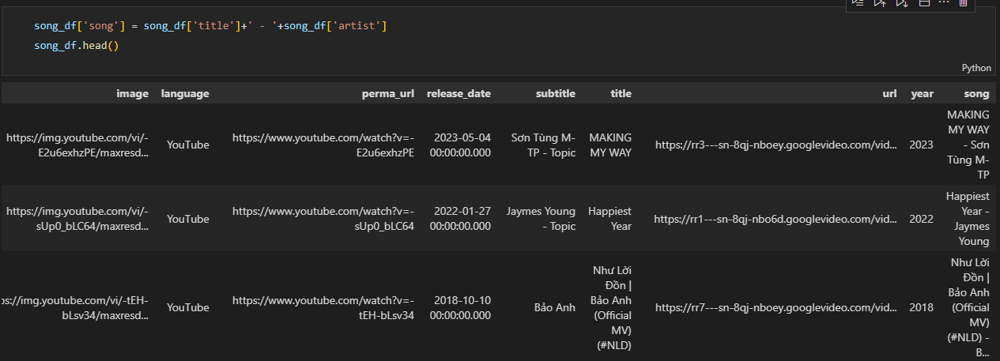 song_df['song'] = song_df['title']+' - '+song_df['artist']
song_df.head()
Python
image language perma_url release_date subtitle title url year song
https://img.youtube.com/vi/-
E2u6exhzPE/maxresd...
YouTube
https://www.youtube.com/watch?v=-
E2u6exhzPE
2023-05-04
00:00:00.000
Sơn Tùng M-
TP - Topic
MAKING
MY WAY
https://rr3---sn-8qj-nboey.googlevideo.com/vid...
2023
MAKING
MY WAY
- Sơn
Tùng M-
TP
https://img.youtube.com/vi/-
sUp0_bLC64/maxresd...
YouTube
https://www.youtube.com/watch?v=-
sUp0_bLC64
2022-01-27
00:00:00.000
Jaymes Young
- Topic
Happiest
Year
https://rr1---sn-8qj-nbo6d.googlevideo.com/vid...
2022
Happiest
Year -
Jaymes
Young
ps://img.youtube.com/vi/-tEH-
bLsv34/maxresd...
YouTube
https://www.youtube.com/watch?v=-
tEH-bLsv34
2018-10-10
00:00:00.000
Bảo Anh
Như Lời
Đồn |
Bảo Anh
(Official
MV)
(#NLD)
https://rr7---sn-8qj-nboey.googlevideo.com/vid...
2018
Như Lời
Đồn |
Bảo Anh
(Official
MV)
(#NLD) -
B...